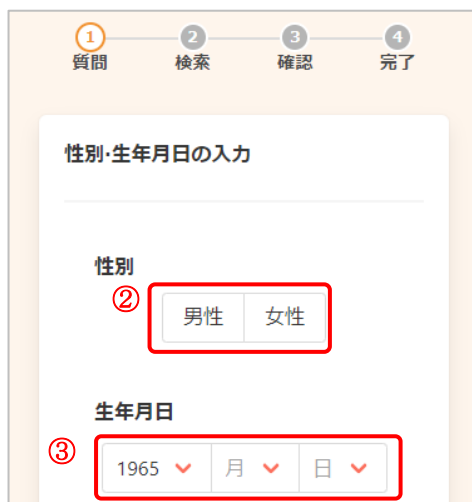 1 2 3 4
質問 検索 確認 完了
性別･生年月日の入力
性別
② 男性 女性
生年月日
③ 1965 月 日